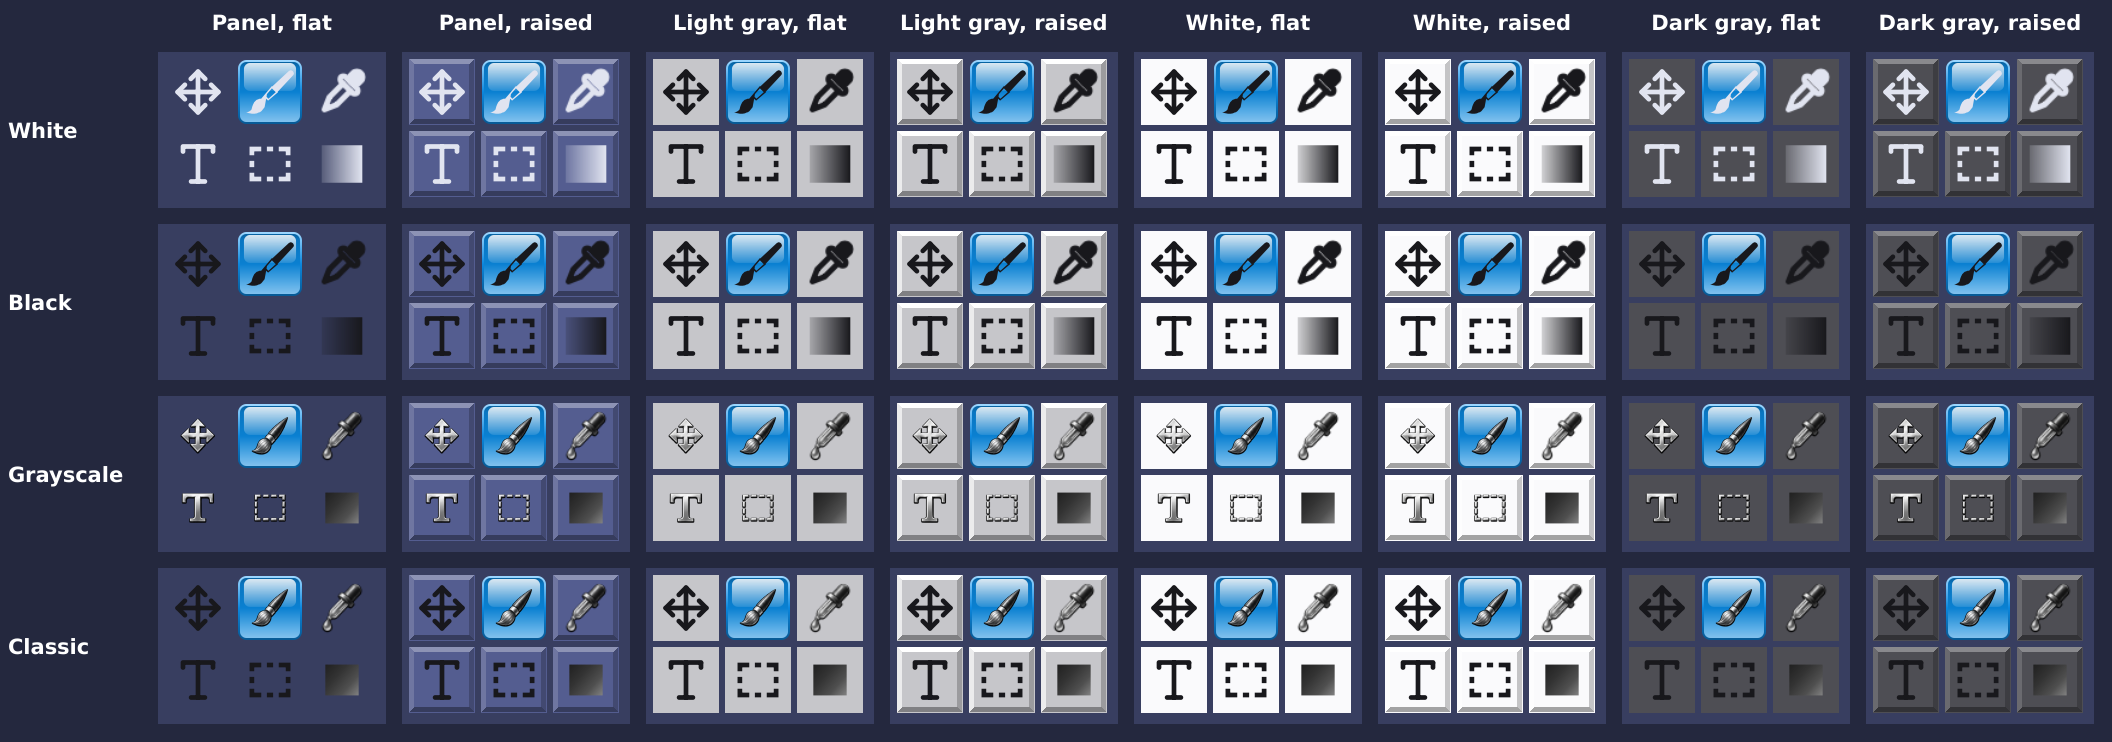 Panel, flat Panel, raised Light gray, flat Light gray, raised White, flat White, raised Dark gray, flat Dark gray, raised
White
T T T T T T T T
Black
T T T T T T T T
Grayscale
T T T T T T T T
Classic
T T T T T T T T